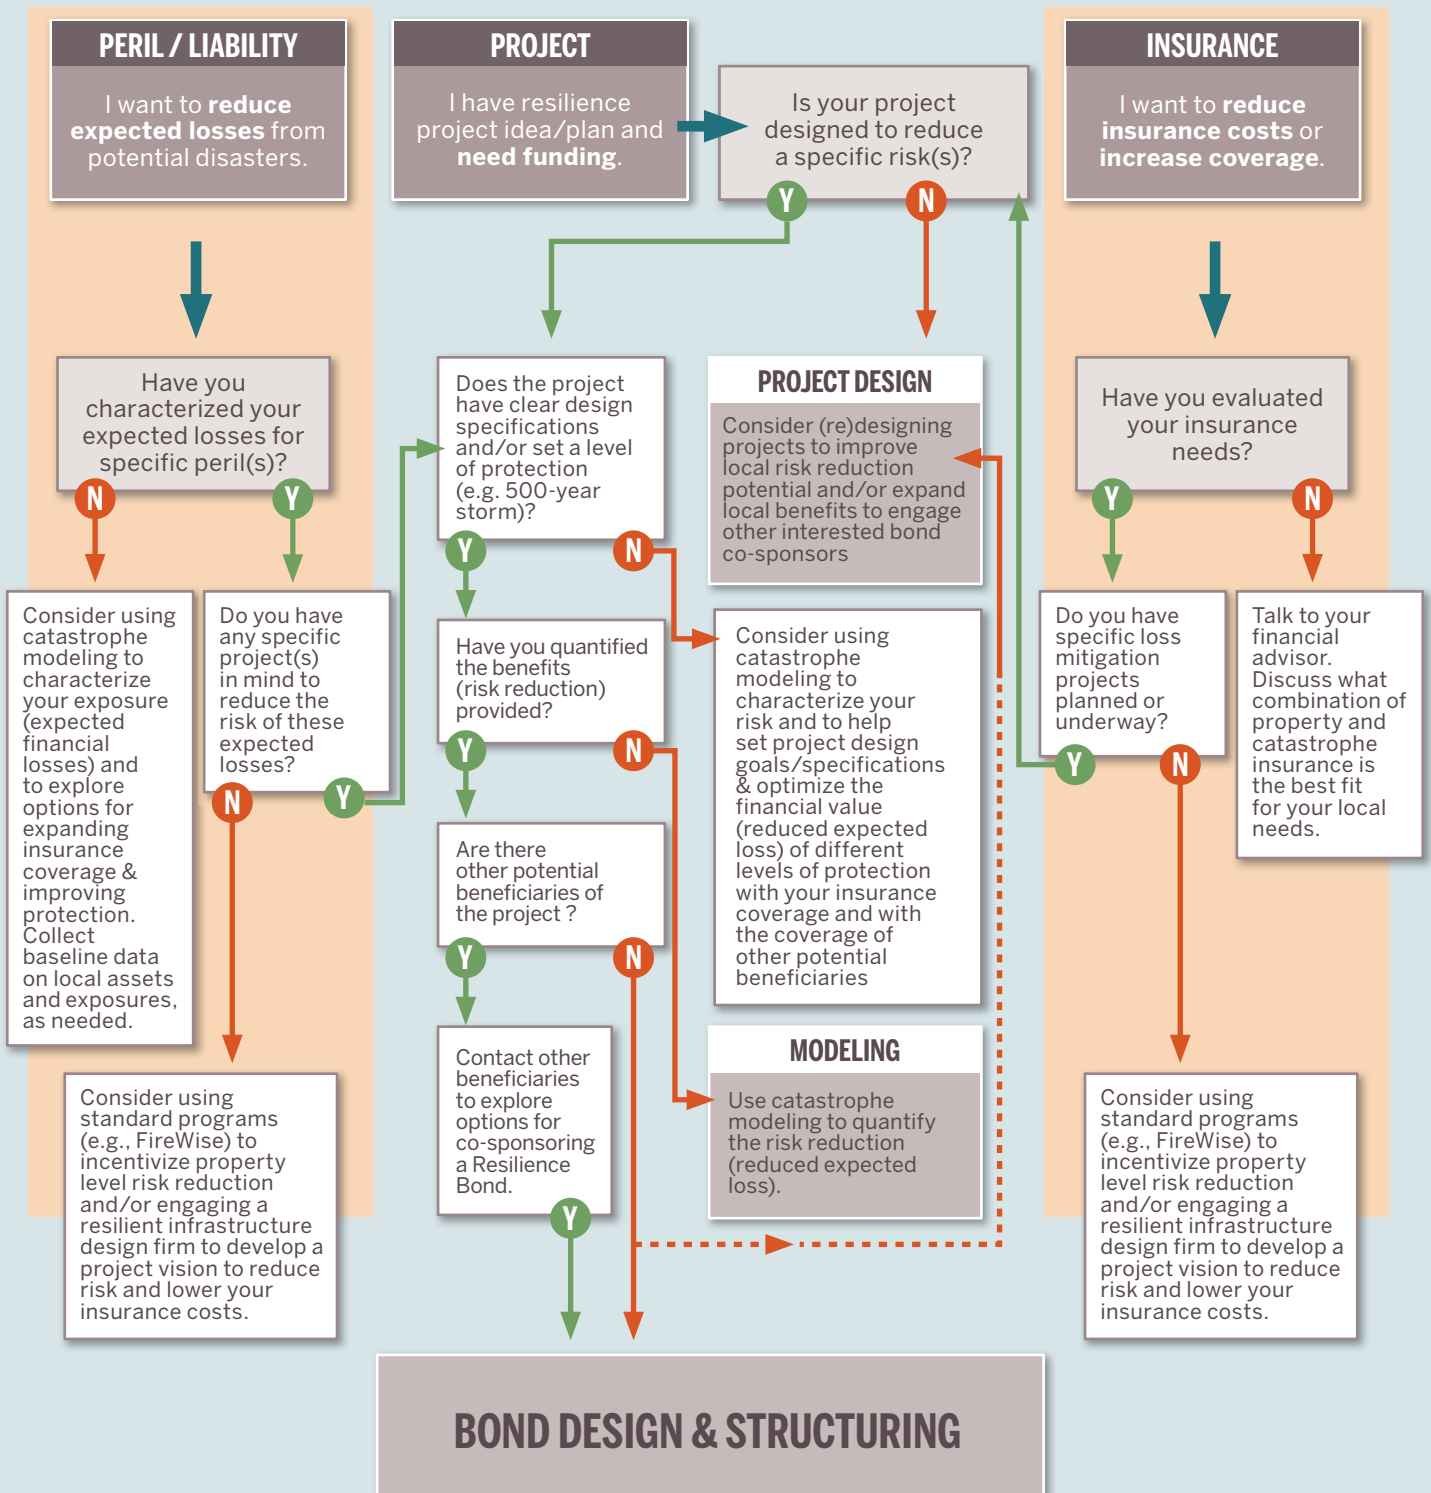 PERIL / LIABILITY
I want to reduce
expected losses from
potential disasters.
PROJECT
I have resilience
project idea/plan and
need funding.
Is your project
designed to reduce
a specific risk(s)?
Y
N
INSURANCE
I want to reduce
insurance costs or
increase coverage.
Have you
characterized your
expected losses for
specific peril(s)?
N
Y
Consider using
catastrophe
modeling to
characterize
your exposure
(expected
financial
losses) and
to explore
options for
expanding
insurance
coverage &
improving
protection.
Collect
baseline data
on local assets
and exposures,
as needed.
Do you have
any specific
project(s)
in mind to
reduce the
risk of these
expected
losses?
N
Y
Consider using
standard programs
(e.g., FireWise) to
incentivize property
level risk reduction
and/or engaging a
resilient infrastructure
design firm to develop a
project vision to reduce
risk and lower your
insurance costs.
Does the project
have clear design
specifications
and/or set a level
of protection
(e.g. 500-year
storm)?
Y
N
Have you quantified
the benefits
(risk reduction)
provided?
Y
N
Are there
other potential
beneficiaries of
the project ?
Y
N
Contact other
beneficiaries
to explore
options for
co-sponsoring
a Resilience
Bond.
Y
PROJECT DESIGN
Consider (re)designing
projects to improve
local risk reduction
potential and/or expand
local benefits to engage
other interested bond
co-sponsors
Consider using
catastrophe
modeling to
characterize your
risk and to help
set project design
goals/specifications
& optimize the
financial value
(reduced expected
loss) of different
levels of protection
with your insurance
coverage and with
the coverage of
other potential
beneficiaries
MODELING
Use catastrophe
modeling to quantify
the risk reduction
(reduced expected
loss).
Have you evaluated
your insurance
needs?
Y
N
Do you have
specific loss
mitigation
projects
planned or
underway?
Y
N
Talk to your
financial
advisor.
Discuss what
combination of
property and
catastrophe
insurance is
the best fit
for your local
needs.
Consider using
standard programs
(e.g., FireWise) to
incentivize property
level risk reduction
and/or engaging a
resilient infrastructure
design firm to develop a
project vision to reduce
risk and lower your
insurance costs.
BOND DESIGN & STRUCTURING